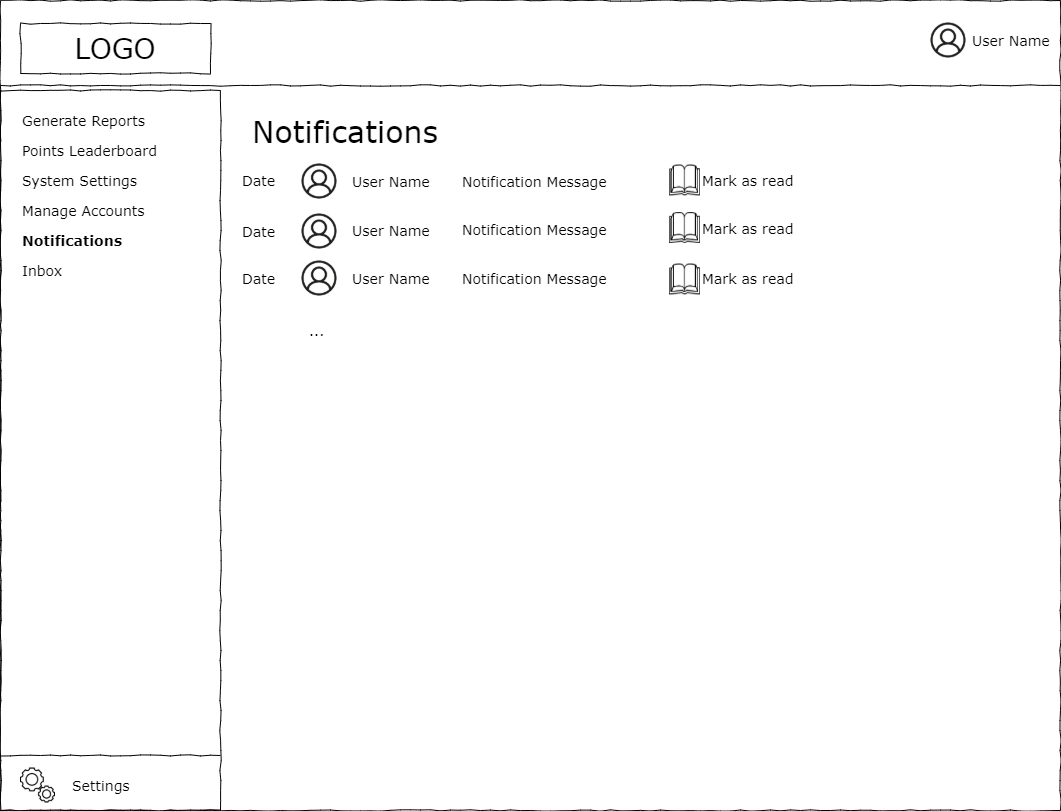 LOGO
User Name
Generate Reports
Points Leaderboard
System Settings
Manage Accounts
Notifications
Inbox
Settings
Notifications
Date User Name Notification Message Mark as read
Date User Name Notification Message Mark as read
Date User Name Notification Message Mark as read
...